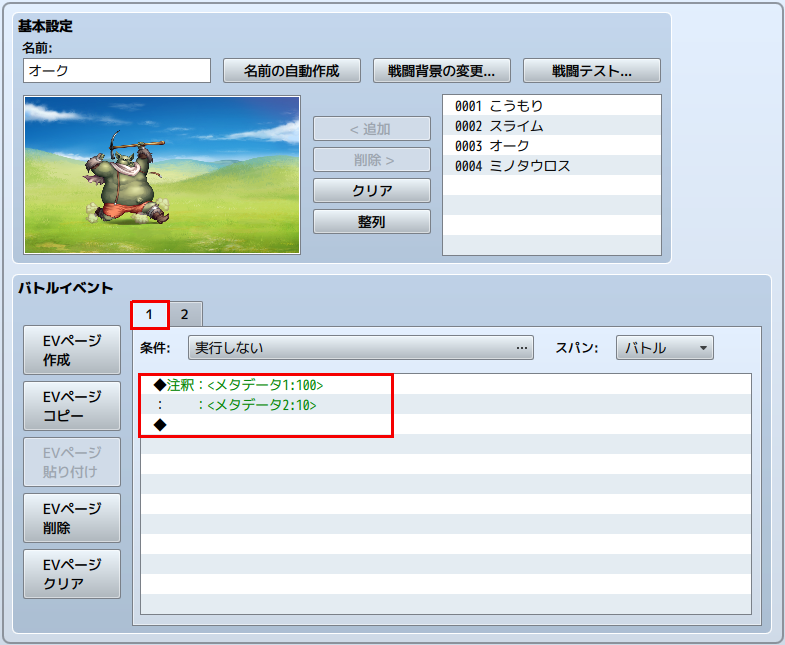 基本設定
名前:
オーク
名前の自動作成
戦闘背景の変更...
戦闘テスト...
< 追加
削除 >
クリア
整列
0001 こうもり
0002 スライム
0003 オーク
0004 ミノタウロス
バトルイベント
EVページ
作成
EVページ
コピー
EVページ
貼り付け
EVページ
削除
EVページ
クリア
1 2
条件: 実行しない ... スパン: バトル
◆注釈：<メタデータ1:100>
：　　：<メタデータ2:10>
◆